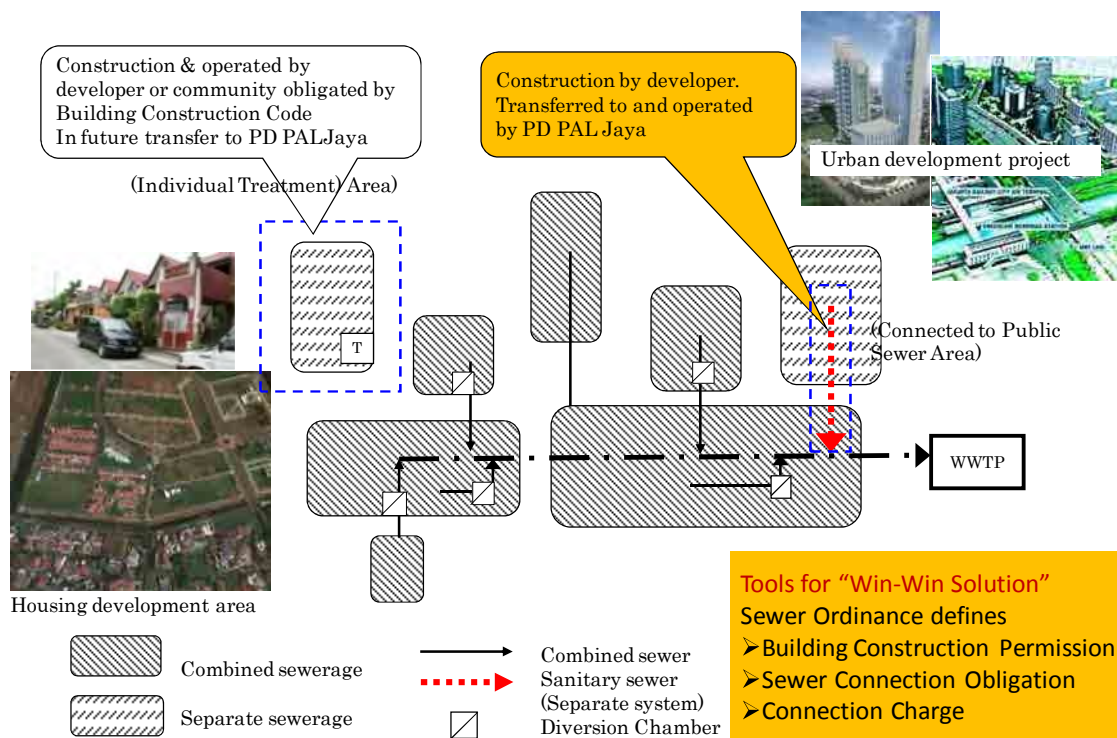 Construction & operated by
developer or community obligated by
Building Construction Code
In future transfer to PD PALJaya
(Individual Treatment) Area)
Construction by developer.
Transferred to and operated
by PD PAL Jaya
Urban development project
T
(Connected to Public
Sewer Area)
WWTP
Housing development area
Combined sewerage
Separate sewerage
Combined sewer
Sanitary sewer
(Separate system)
Diversion Chamber
Tools for “Win-Win Solution”
Sewer Ordinance defines
➢Building Construction Permission
➢Sewer Connection Obligation
➢Connection Charge